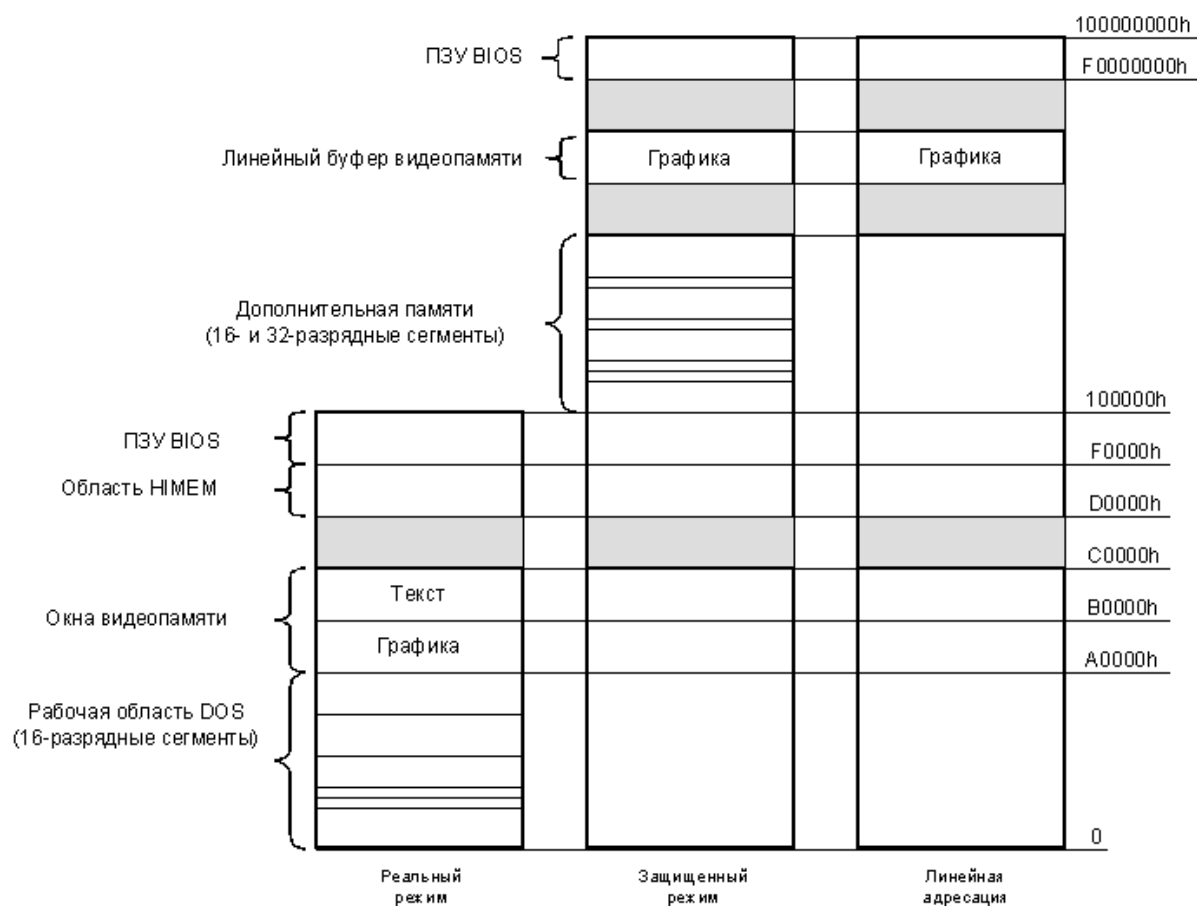 100000000h
ПЗУ BIOS
F0000000h
Линейный буфер видеопамяти
Графика
Графика
Дополнительная памяти
(16- и 32-разрядные сегменты)
100000h
ПЗУ BIOS
F0000h
Область HIMEM
D0000h
C0000h
Текст
B0000h
Окна видеопамяти
Графика
A0000h
Рабочая область DOS
(16-разрядные сегменты)
0
Реальный
режим
Защищенный
режим
Линейная
адресация